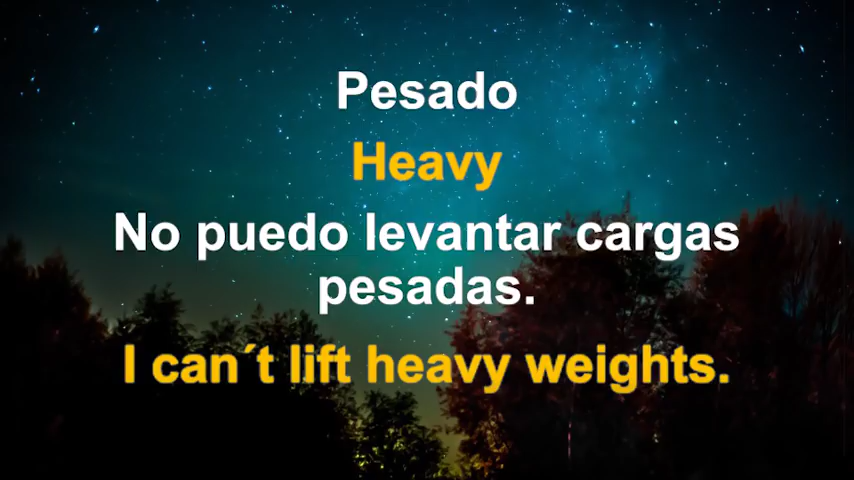 Pesado
Heavy
No puedo levantar cargas
pesadas.
I can´t lift heavy weights.